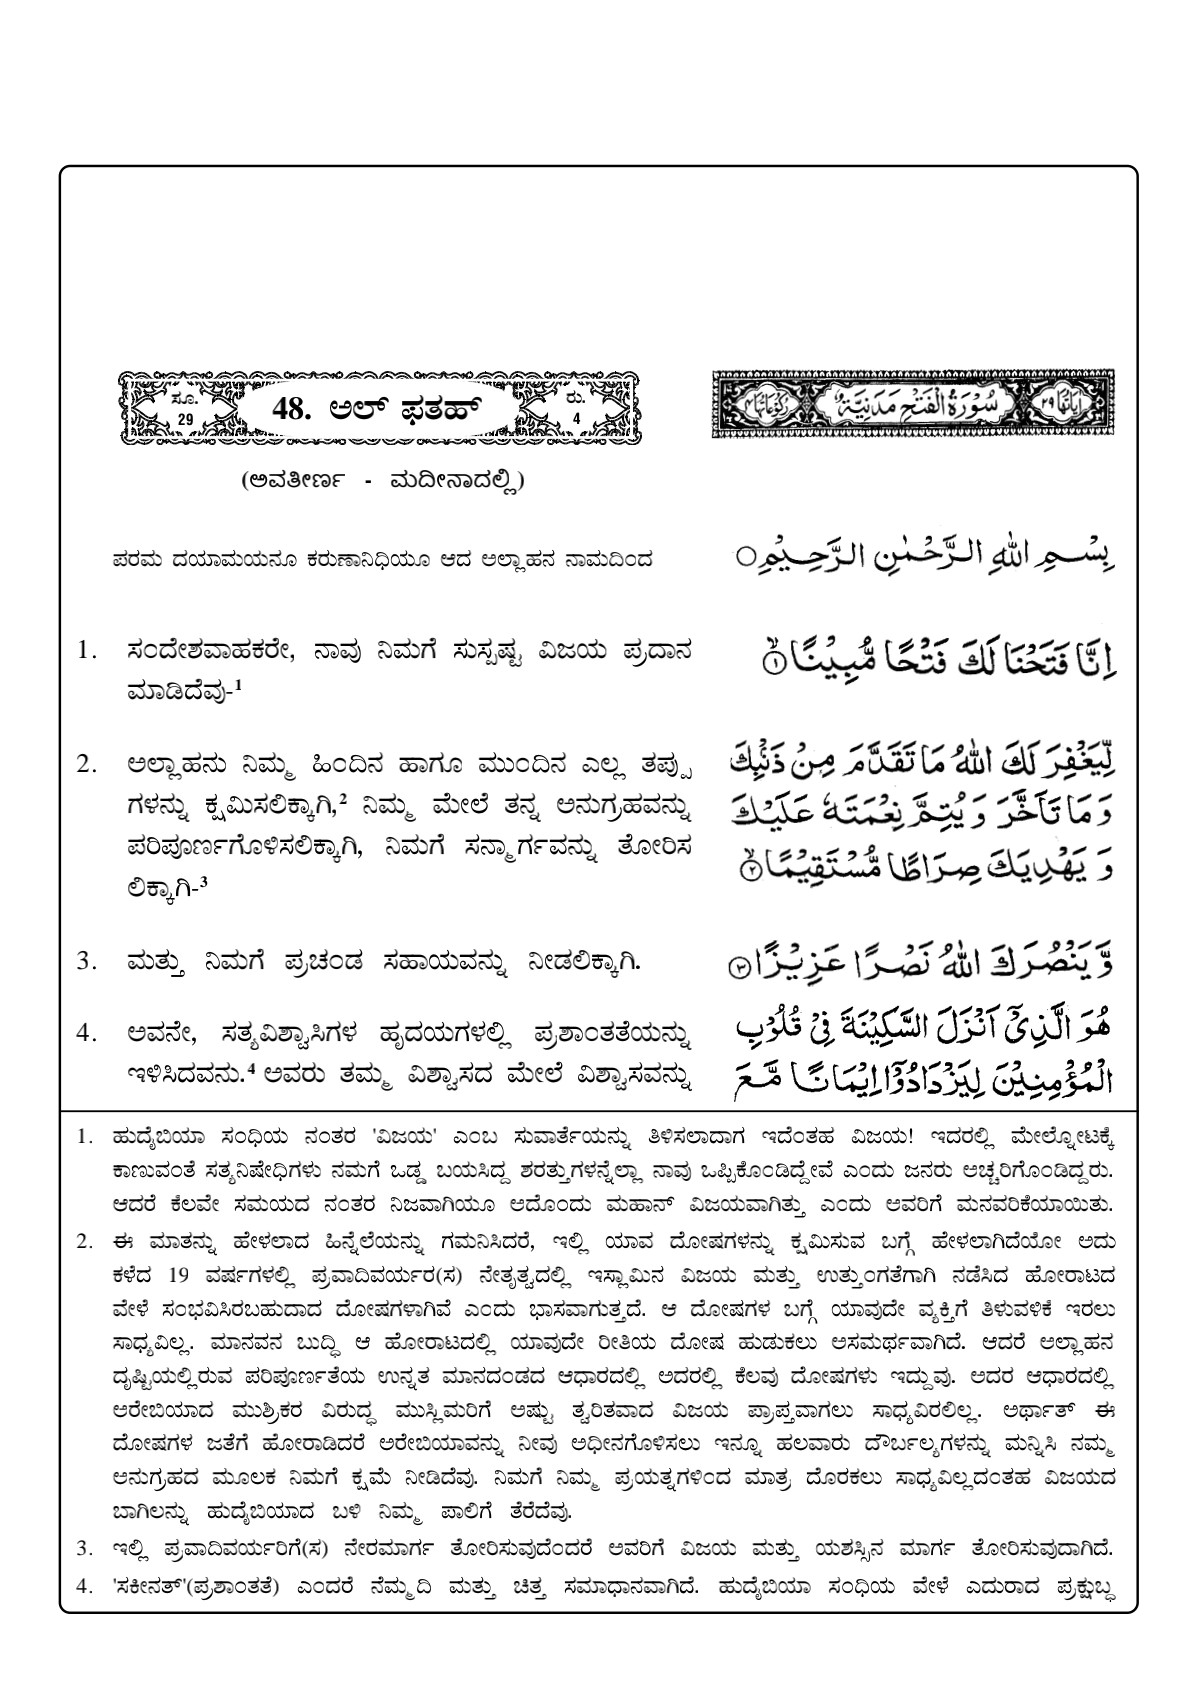 ಸೂ.
29
48. ಅಲ್ ಫತಹ್
ರು.
4
اٰيَاتُهَا ٢٩
سُوْرَةُ الْفَتْحِ مَدَنِيَّةٌ
رُكُوْعَاتُهَا ٤
(ಅವತೀರ್ಣ - ಮದೀನಾದಲ್ಲಿ)
ಪರಮ ದಯಾಮಯನೂ ಕರುಣಾನಿಧಿಯೂ ಆದ ಅಲ್ಲಾಹನ ನಾಮದಿಂದ
بِسْمِ اللّٰهِ الرَّحْمٰنِ الرَّحِيْمِ ○
1. ಸಂದೇಶವಾಹಕರೇ, ನಾವು ನಿಮಗೆ ಸುಸ್ಪಷ್ಟ ವಿಜಯ ಪ್ರದಾನ
ಮಾಡಿದೆವು-¹
اِنَّا فَتَحْنَا لَكَ فَتْحًا مُّبِيْنًا ۙ‏﴿۱﴾
2. ಅಲ್ಲಾಹನು ನಿಮ್ಮ ಹಿಂದಿನ ಹಾಗೂ ಮುಂದಿನ ಎಲ್ಲ ತಪ್ಪು
ಗಳನ್ನು ಕ್ಷಮಿಸಲಿಕ್ಕಾಗಿ,² ನಿಮ್ಮ ಮೇಲೆ ತನ್ನ ಅನುಗ್ರಹವನ್ನು
ಪರಿಪೂರ್ಣಗೊಳಿಸಲಿಕ್ಕಾಗಿ, ನಿಮಗೆ ಸನ್ಮಾರ್ಗವನ್ನು ತೋರಿಸ
ಲಿಕ್ಕಾಗಿ-³
لِّيَغْفِرَ لَكَ اللّٰهُ مَا تَقَدَّمَ مِنْ ذَنْۢبِكَ
وَ مَا تَاَخَّرَ وَ يُتِمَّ نِعْمَتَهٗ عَلَيْكَ
وَ يَهْدِيَكَ صِرَاطًا مُّسْتَقِيْمًا ۙ‏﴿۲﴾
3. ಮತ್ತು ನಿಮಗೆ ಪ್ರಚಂಡ ಸಹಾಯವನ್ನು ನೀಡಲಿಕ್ಕಾಗಿ.
وَّ يَنْصُرَكَ اللّٰهُ نَصْرًا عَزِيْزًا ﴿۳﴾
4. ಅವನೇ, ಸತ್ಯವಿಶ್ವಾಸಿಗಳ ಹೃದಯಗಳಲ್ಲಿ ಪ್ರಶಾಂತತೆಯನ್ನು
ಇಳಿಸಿದವನು.⁴ ಅವರು ತಮ್ಮ ವಿಶ್ವಾಸದ ಮೇಲೆ ವಿಶ್ವಾಸವನ್ನು
هُوَ الَّذِيْۤ اَنْزَلَ السَّكِيْنَةَ فِيْ قُلُوْبِ
الْمُؤْمِنِيْنَ لِيَزْدَادُوْۤا اِيْمَانًا مَّعَ
1. ಹುದೈಬಿಯಾ ಸಂಧಿಯ ನಂತರ 'ವಿಜಯ' ಎಂಬ ಸುವಾರ್ತೆಯನ್ನು ತಿಳಿಸಲಾದಾಗ ಇದೆಂತಹ ವಿಜಯ! ಇದರಲ್ಲಿ ಮೇಲ್ನೋಟಕ್ಕೆ
ಕಾಣುವಂತೆ ಸತ್ಯನಿಷೇಧಿಗಳು ನಮಗೆ ಒಡ್ಡ ಬಯಸಿದ್ದ ಶರತ್ತುಗಳನ್ನೆಲ್ಲಾ ನಾವು ಒಪ್ಪಿಕೊಂಡಿದ್ದೇವೆ ಎಂದು ಜನರು ಅಚ್ಚರಿಗೊಂಡಿದ್ದರು.
ಆದರೆ ಕೆಲವೇ ಸಮಯದ ನಂತರ ನಿಜವಾಗಿಯೂ ಅದೊಂದು ಮಹಾನ್ ವಿಜಯವಾಗಿತ್ತು ಎಂದು ಅವರಿಗೆ ಮನವರಿಕೆಯಾಯಿತು.
2. ಈ ಮಾತನ್ನು ಹೇಳಲಾದ ಹಿನ್ನೆಲೆಯನ್ನು ಗಮನಿಸಿದರೆ, ಇಲ್ಲಿ ಯಾವ ದೋಷಗಳನ್ನು ಕ್ಷಮಿಸುವ ಬಗ್ಗೆ ಹೇಳಲಾಗಿದೆಯೋ ಅದು
ಕಳೆದ 19 ವರ್ಷಗಳಲ್ಲಿ ಪ್ರವಾದಿವರ್ಯರ(ಸ) ನೇತೃತ್ವದಲ್ಲಿ ಇಸ್ಲಾಮಿನ ವಿಜಯ ಮತ್ತು ಉತ್ತುಂಗತೆಗಾಗಿ ನಡೆಸಿದ ಹೋರಾಟದ
ವೇಳೆ ಸಂಭವಿಸಿರಬಹುದಾದ ದೋಷಗಳಾಗಿವೆ ಎಂದು ಭಾಸವಾಗುತ್ತದೆ. ಆ ದೋಷಗಳ ಬಗ್ಗೆ ಯಾವುದೇ ವ್ಯಕ್ತಿಗೆ ತಿಳುವಳಿಕೆ ಇರಲು
ಸಾಧ್ಯವಿಲ್ಲ. ಮಾನವನ ಬುದ್ಧಿ ಆ ಹೋರಾಟದಲ್ಲಿ ಯಾವುದೇ ರೀತಿಯ ದೋಷ ಹುಡುಕಲು ಅಸಮರ್ಥವಾಗಿದೆ. ಆದರೆ ಅಲ್ಲಾಹನ
ದೃಷ್ಟಿಯಲ್ಲಿರುವ ಪರಿಪೂರ್ಣತೆಯ ಉನ್ನತ ಮಾನದಂಡದ ಆಧಾರದಲ್ಲಿ ಅದರಲ್ಲಿ ಕೆಲವು ದೋಷಗಳು ಇದ್ದುವು. ಅದರ ಆಧಾರದಲ್ಲಿ
ಅರೇಬಿಯಾದ ಮುಶ್ರಿಕರ ವಿರುದ್ಧ ಮುಸ್ಲಿಮರಿಗೆ ಅಷ್ಟು ತ್ವರಿತವಾದ ವಿಜಯ ಪ್ರಾಪ್ತವಾಗಲು ಸಾಧ್ಯವಿರಲಿಲ್ಲ. ಅರ್ಥಾತ್ ಈ
ದೋಷಗಳ ಜತೆಗೆ ಹೋರಾಡಿದರೆ ಅರೇಬಿಯಾವನ್ನು ನೀವು ಅಧೀನಗೊಳಿಸಲು ಇನ್ನೂ ಹಲವಾರು ದೌರ್ಬಲ್ಯಗಳನ್ನು ಮನ್ನಿಸಿ ನಮ್ಮ
ಅನುಗ್ರಹದ ಮೂಲಕ ನಿಮಗೆ ಕ್ಷಮೆ ನೀಡಿದೆವು. ನಿಮಗೆ ನಿಮ್ಮ ಪ್ರಯತ್ನಗಳಿಂದ ಮಾತ್ರ ದೊರಕಲು ಸಾಧ್ಯವಿಲ್ಲದಂತಹ ವಿಜಯದ
ಬಾಗಿಲನ್ನು ಹುದೈಬಿಯಾದ ಬಳಿ ನಿಮ್ಮ ಪಾಲಿಗೆ ತೆರೆದೆವು.
3. ಇಲ್ಲಿ ಪ್ರವಾದಿವರ್ಯರಿಗೆ(ಸ) ನೇರಮಾರ್ಗ ತೋರಿಸುವುದೆಂದರೆ ಅವರಿಗೆ ವಿಜಯ ಮತ್ತು ಯಶಸ್ಸಿನ ಮಾರ್ಗ ತೋರಿಸುವುದಾಗಿದೆ.
4. 'ಸಕೀನತ್'(ಪ್ರಶಾಂತತೆ) ಎಂದರೆ ನೆಮ್ಮದಿ ಮತ್ತು ಚಿತ್ತ ಸಮಾಧಾನವಾಗಿದೆ. ಹುದೈಬಿಯಾ ಸಂಧಿಯ ವೇಳೆ ಎದುರಾದ ಪ್ರಕ್ಷುಬ್ಧ